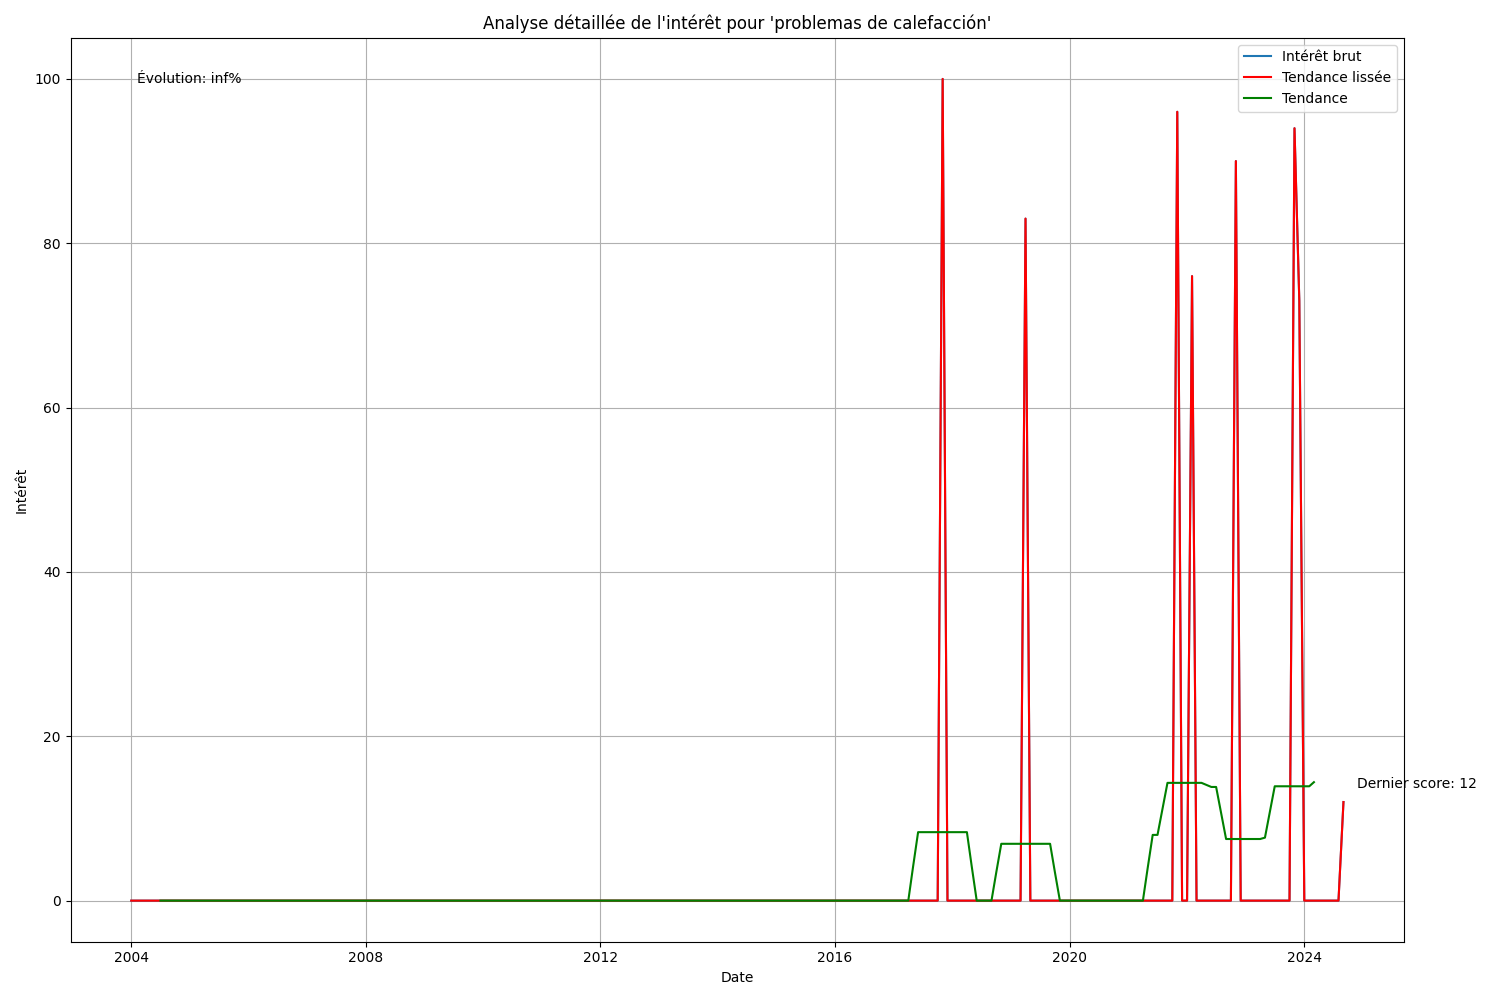 Analyse détaillée de l'intérêt pour 'problemas de calefacción'
Évolution: inf%
Intérêt brut
Tendance lissée
Tendance
100
80
60
40
20
0
Intérêt
Dernier score: 12
2004 2008 2012 2016 2020 2024
Date